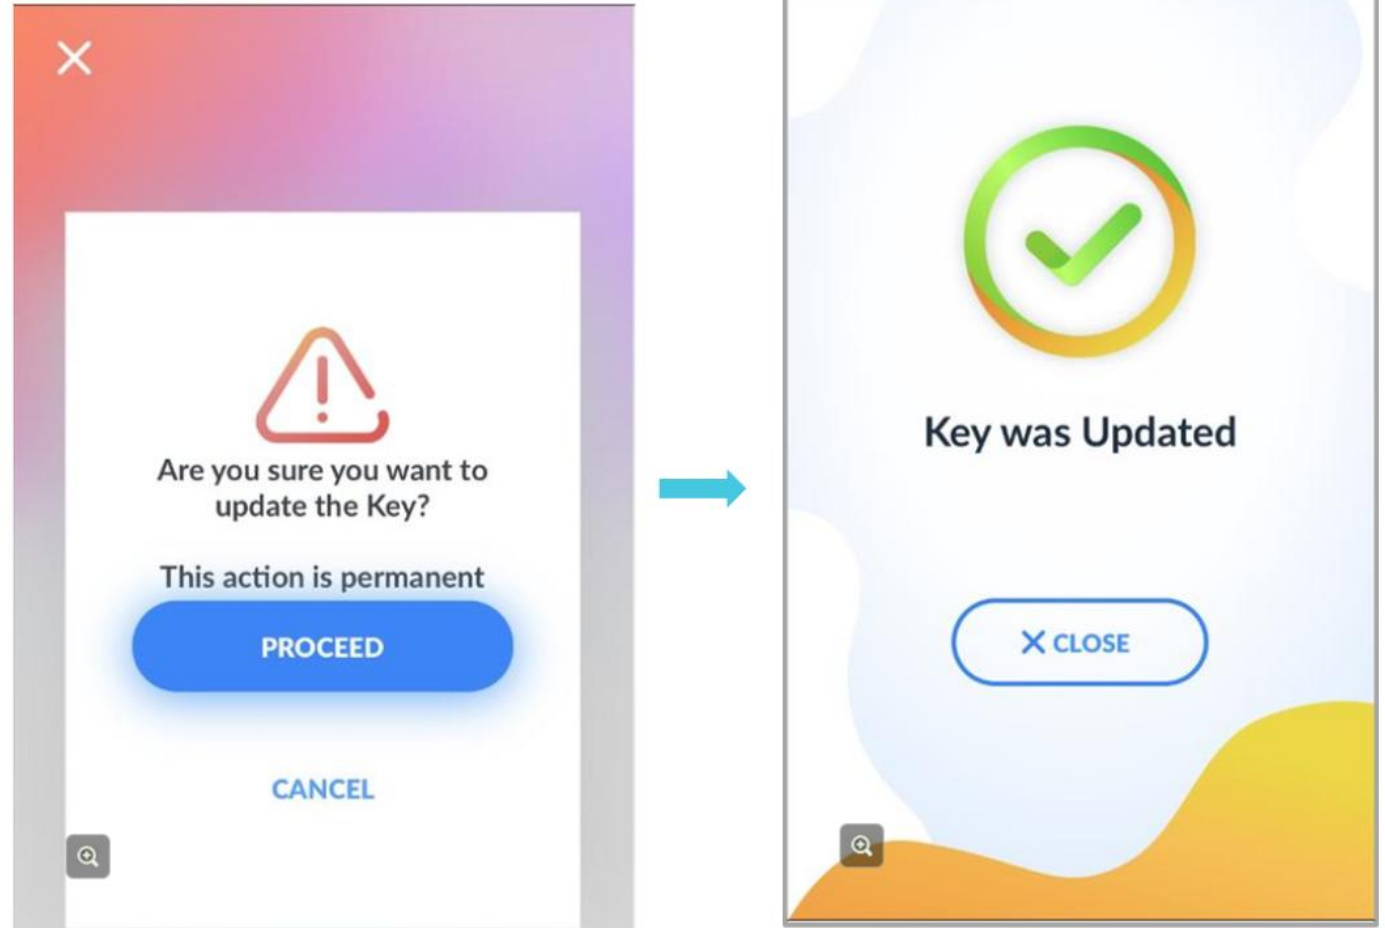 Are you sure you want to
update the Key?
This action is permanent
PROCEED
CANCEL
Key was Updated
CLOSE